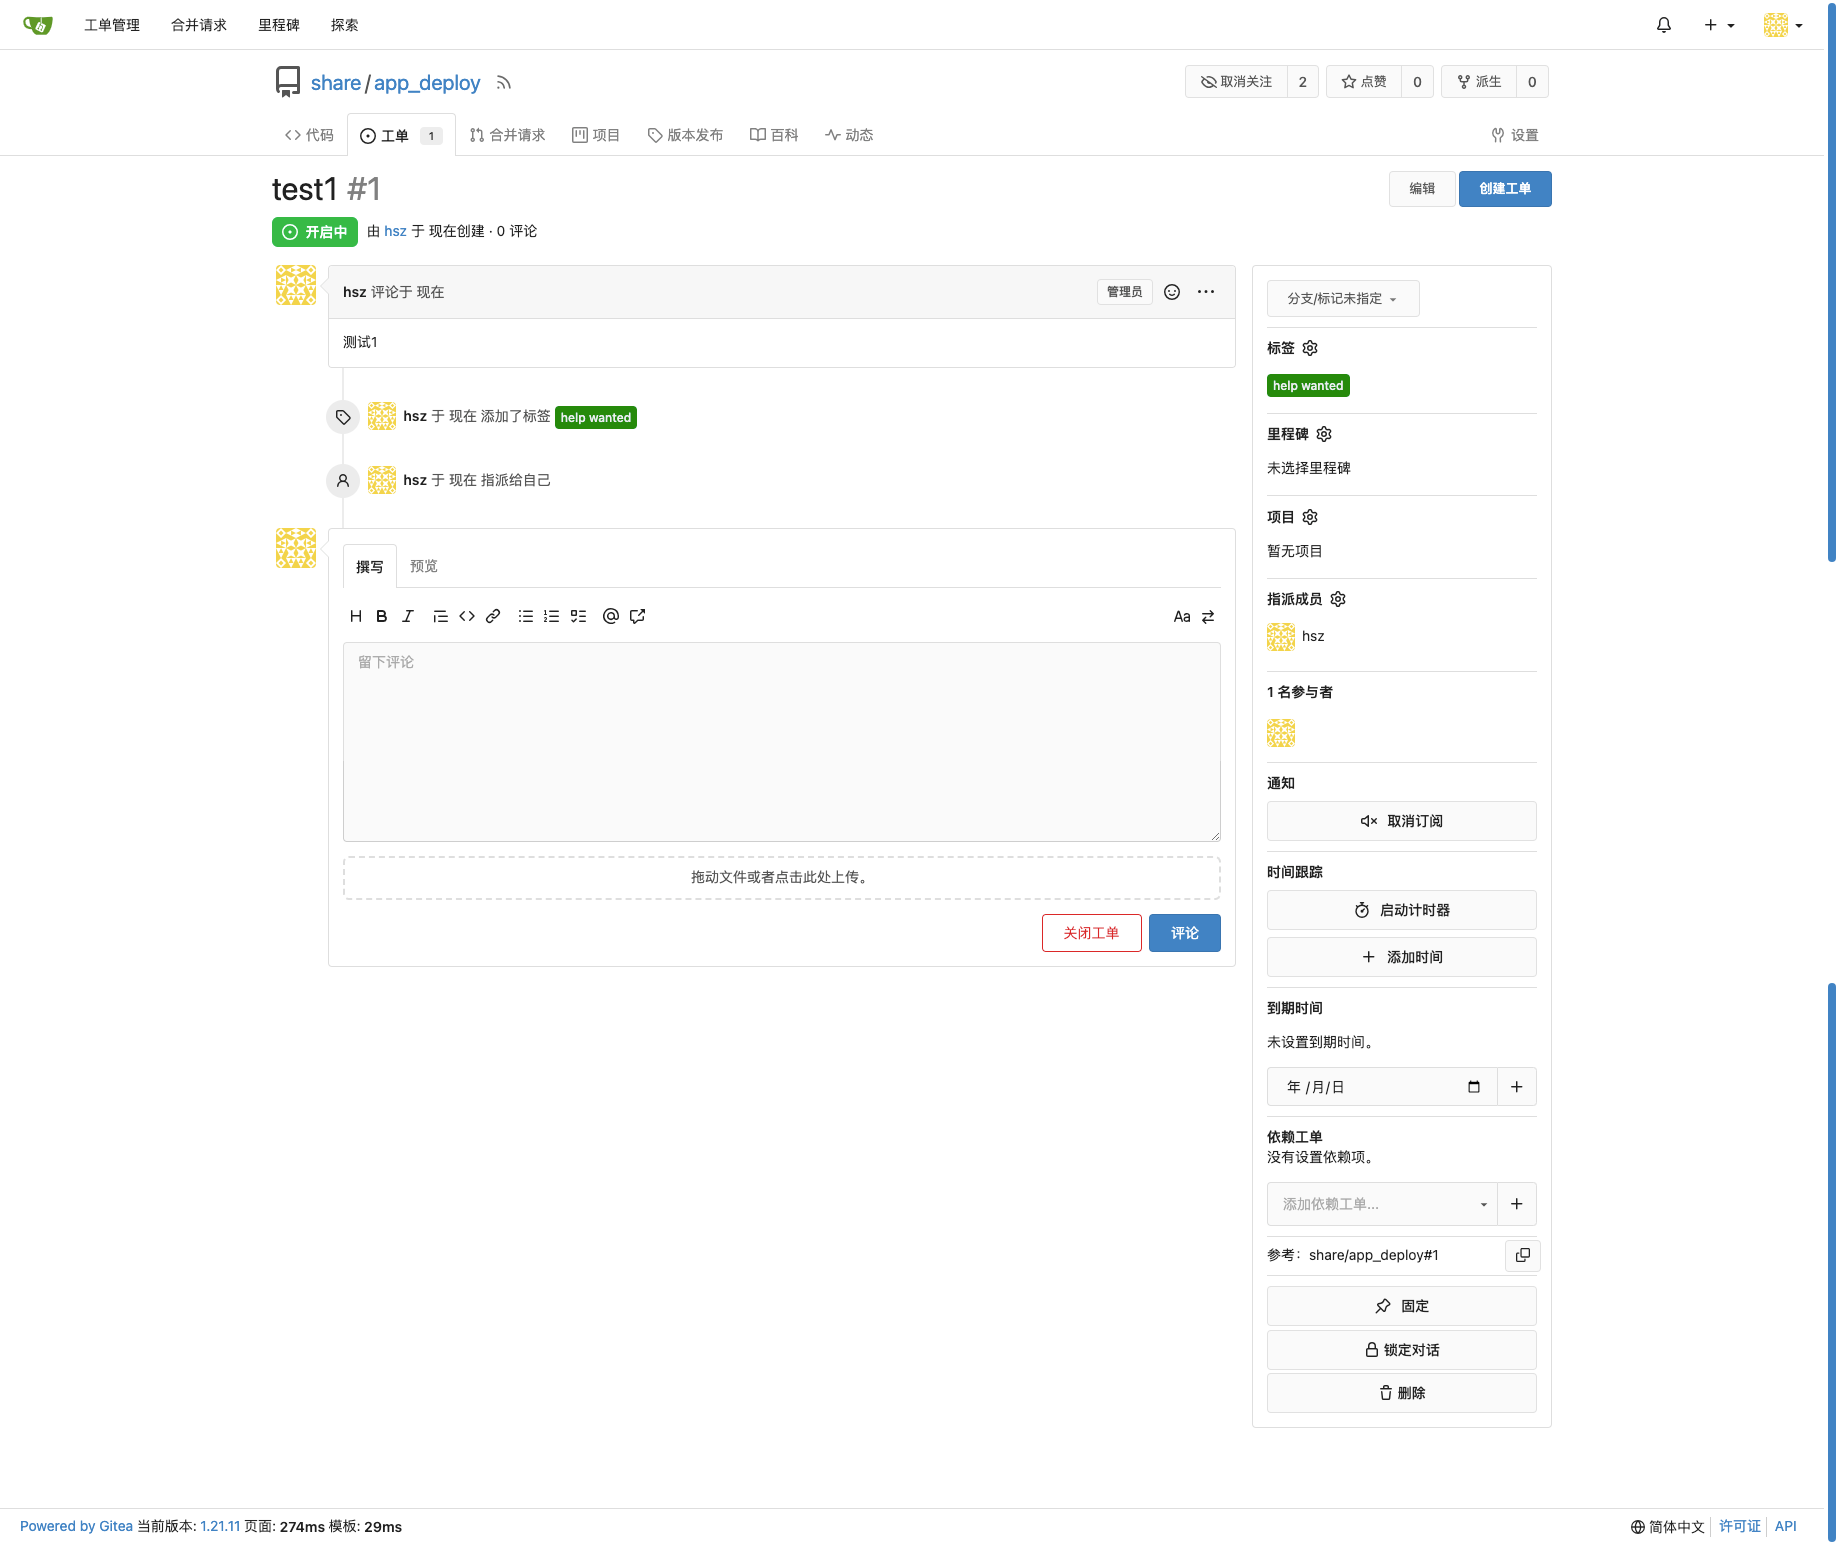 工单管理 合并请求 里程碑 探索
share/app_deploy 取消关注 2 点赞 0 派生 0
代码 工单 1 合并请求 项目 版本发布 百科 动态 设置
test1 #1 编辑 创建工单
开启中 由 hsz 于 现在创建 · 0 评论
hsz 评论于 现在 管理员
测试1
hsz 于 现在 添加了标签 help wanted
hsz 于 现在 指派给自己
撰写 预览
H B I Aa
留下评论
拖动文件或者点击此处上传。
关闭工单 评论
分支/标记未指定
标签
help wanted
里程碑
未选择里程碑
项目
暂无项目
指派成员
hsz
1 名参与者
通知
取消订阅
时间跟踪
启动计时器
添加时间
到期时间
未设置到期时间。
年 /月/日
依赖工单
没有设置依赖项。
添加依赖工单...
参考：share/app_deploy#1
固定
锁定对话
删除
Powered by Gitea 当前版本: 1.21.11 页面: 274ms 模板: 29ms 简体中文 许可证 API